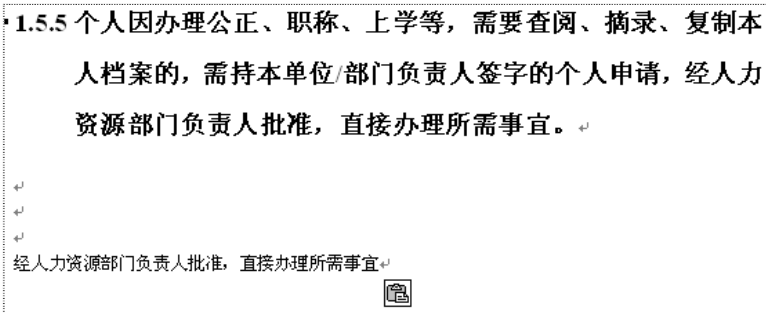 1.5.5 个人因办理公正、职称、上学等，需要查阅、摘录、复制本
人档案的，需持本单位/部门负责人签字的个人申请，经人力
资源部门负责人批准，直接办理所需事宜。
经人力资源部门负责人批准，直接办理所需事宜